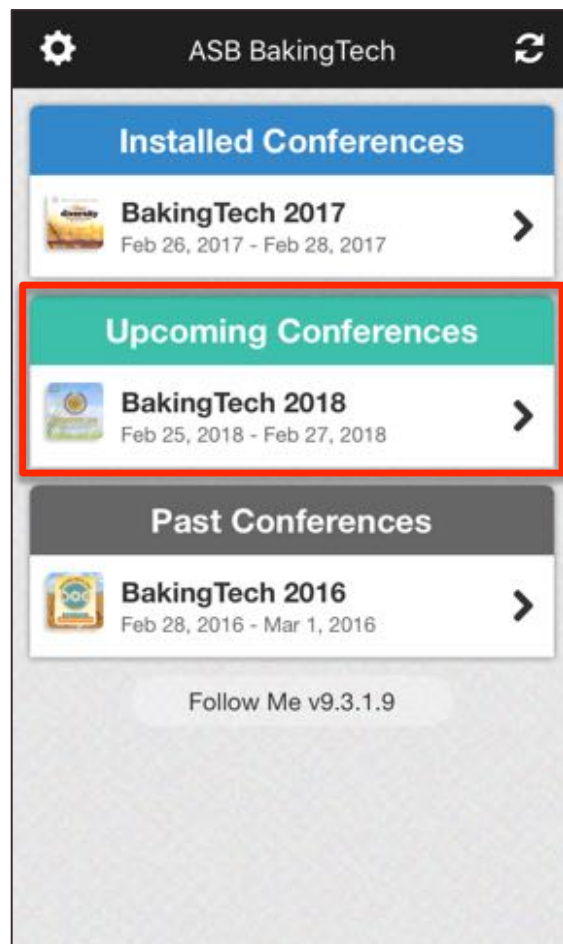 ASB BakingTech
Installed Conferences
BakingTech 2017
Feb 26, 2017 - Feb 28, 2017
Upcoming Conferences
BakingTech 2018
Feb 25, 2018 - Feb 27, 2018
Past Conferences
BakingTech 2016
Feb 28, 2016 - Mar 1, 2016
Follow Me v9.3.1.9